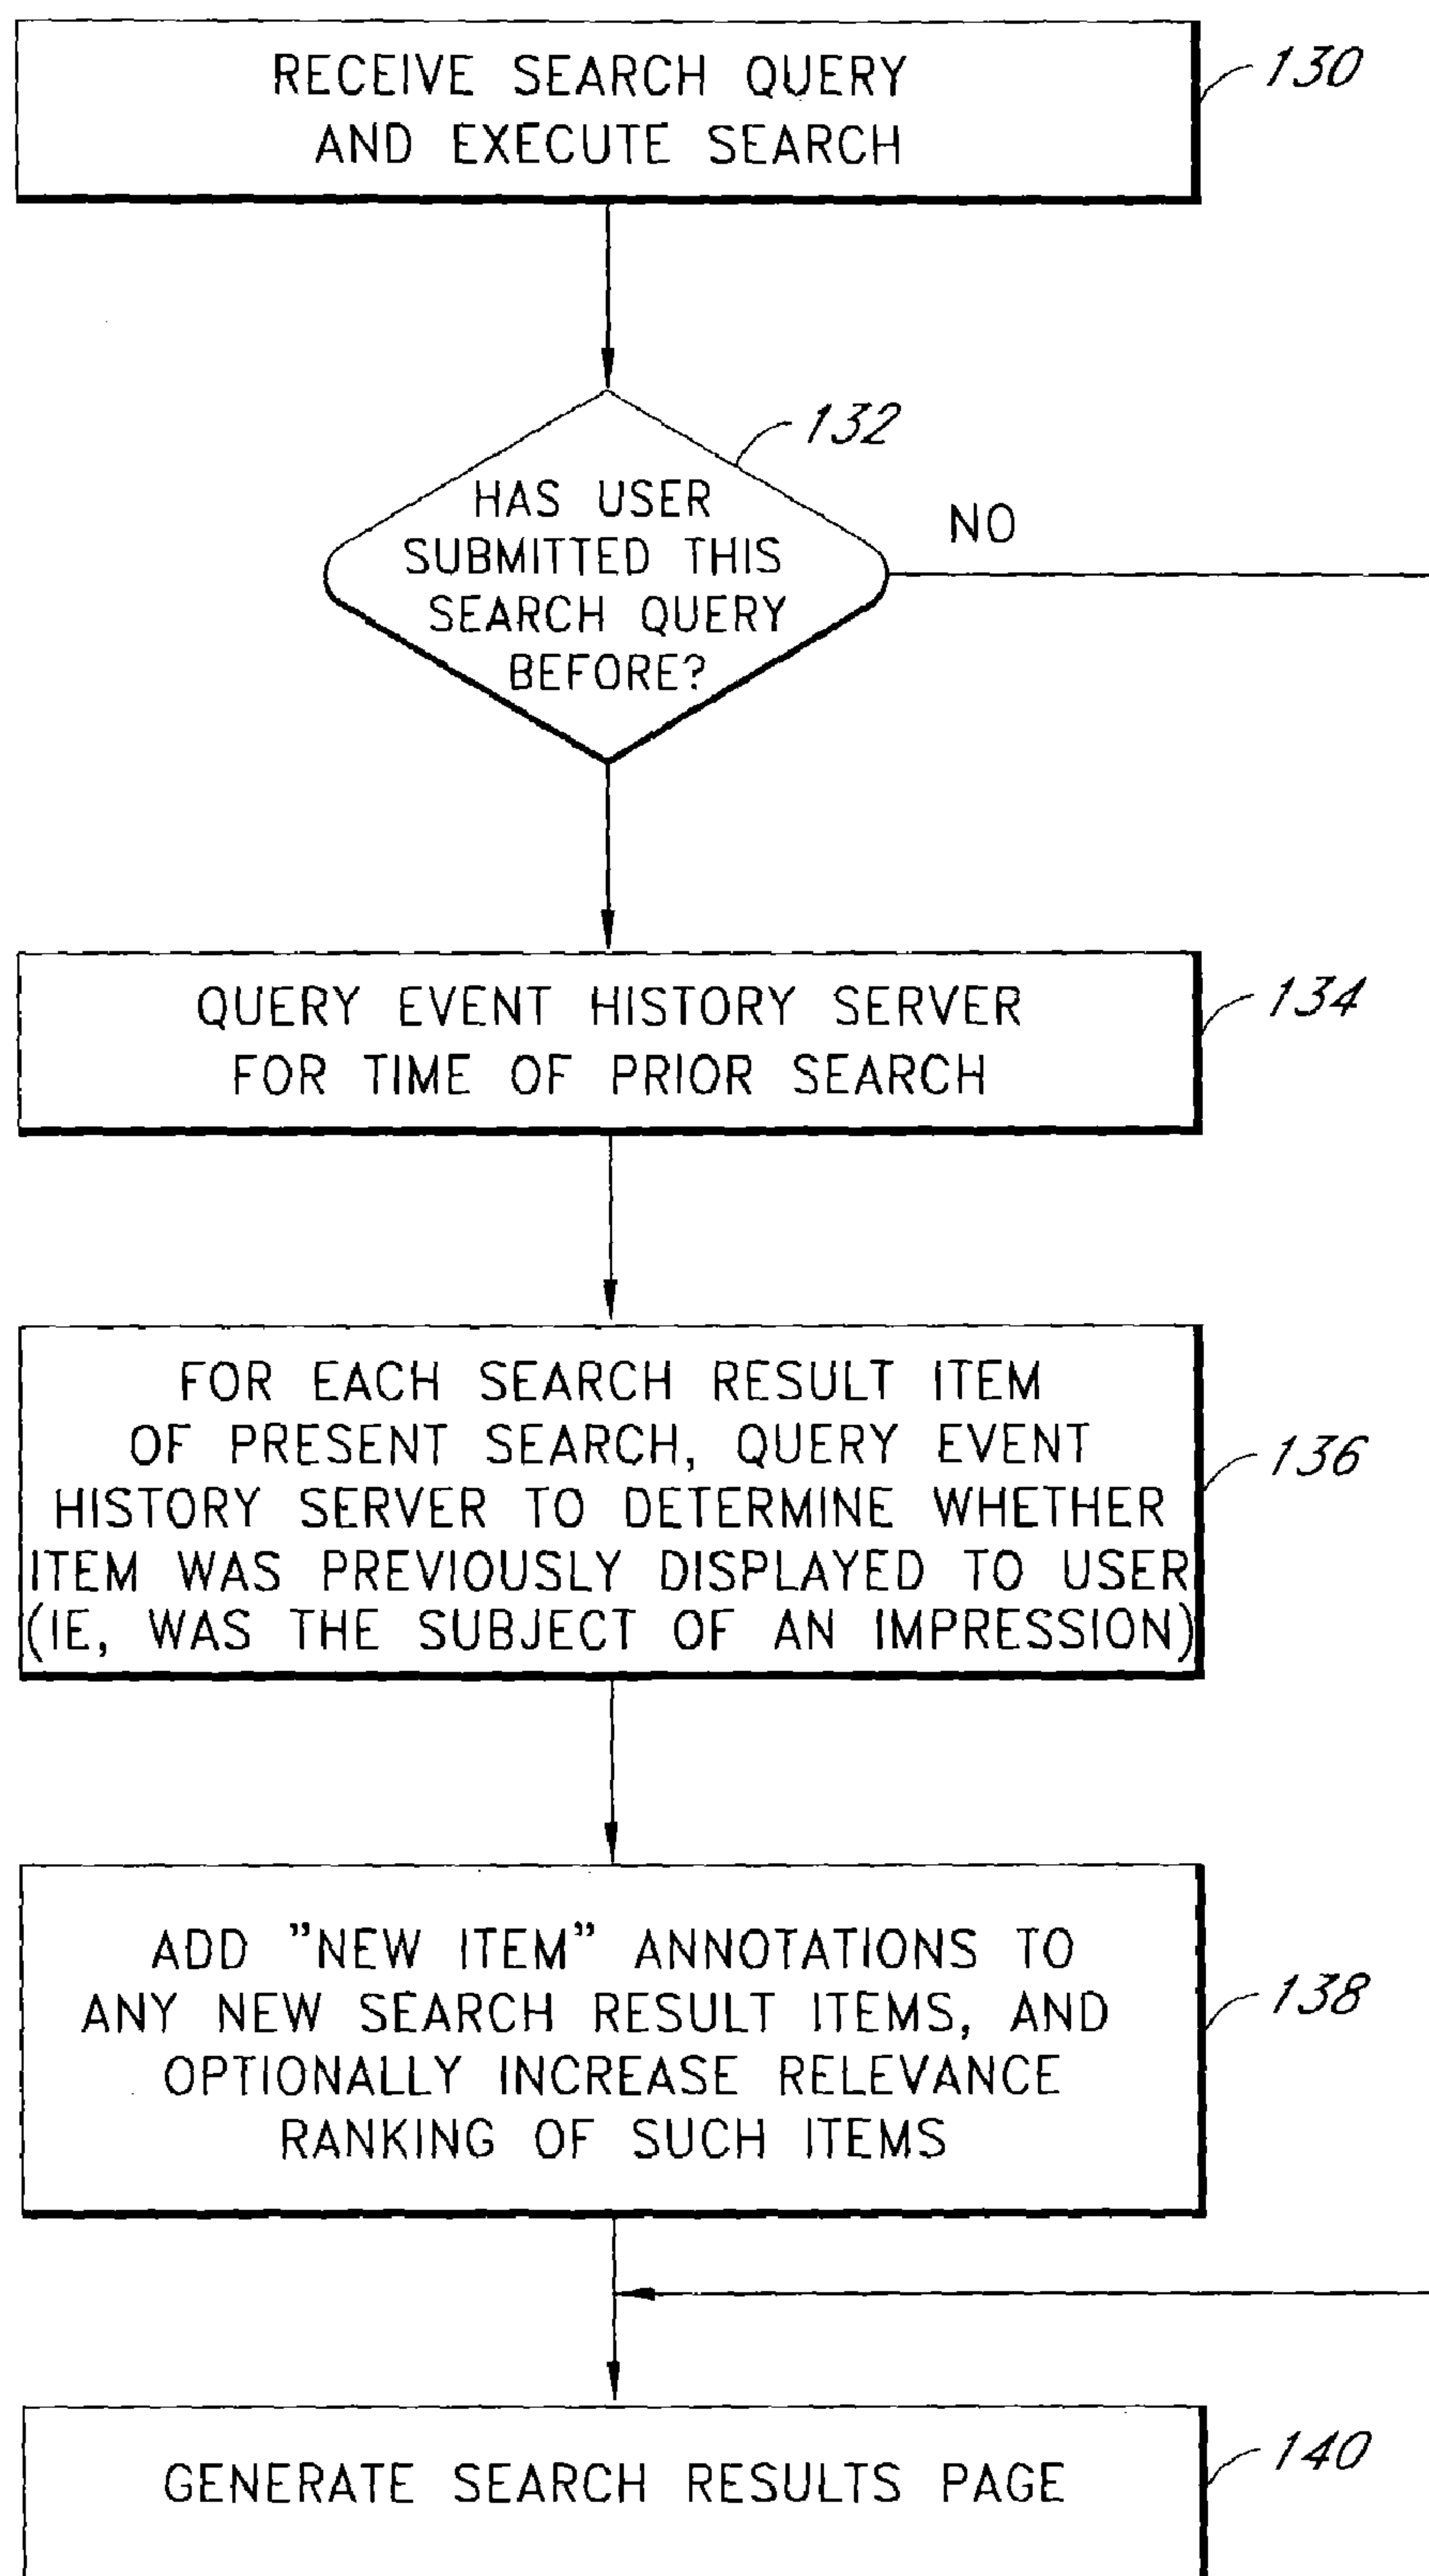 RECEIVE SEARCH QUERY
AND EXECUTE SEARCH
130
132
HAS USER
SUBMITTED THIS
SEARCH QUERY
BEFORE?
NO
QUERY EVENT HISTORY SERVER
FOR TIME OF PRIOR SEARCH
134
FOR EACH SEARCH RESULT ITEM
OF PRESENT SEARCH, QUERY EVENT
HISTORY SERVER TO DETERMINE WHETHER
ITEM WAS PREVIOUSLY DISPLAYED TO USER
(IE, WAS THE SUBJECT OF AN IMPRESSION)
136
ADD "NEW ITEM" ANNOTATIONS TO
ANY NEW SEARCH RESULT ITEMS, AND
OPTIONALLY INCREASE RELEVANCE
RANKING OF SUCH ITEMS
138
GENERATE SEARCH RESULTS PAGE
140